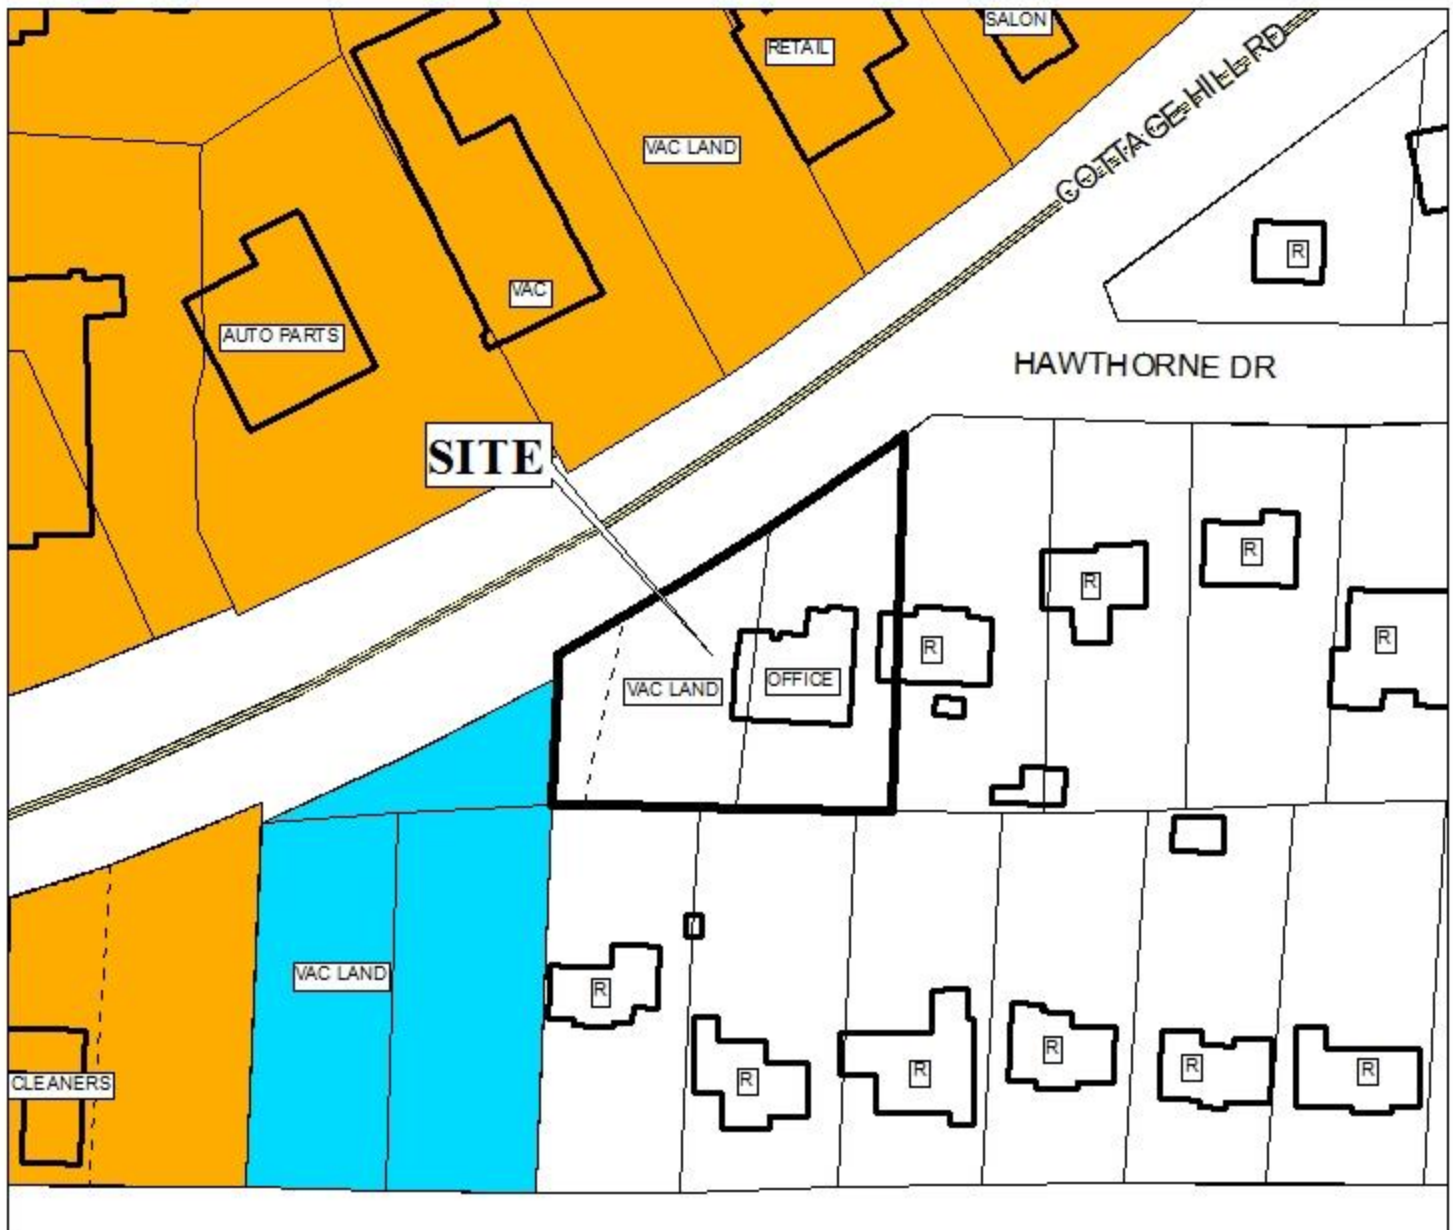 SALON
RETAIL
VAC LAND
COTTAGE HILL RD
R
VAC
AUTO PARTS
HAWTHORNE DR
SITE
R
R
R
R
OFFICE
VAC LAND
VAC LAND
R
R
R
R
R
R
CLEANERS